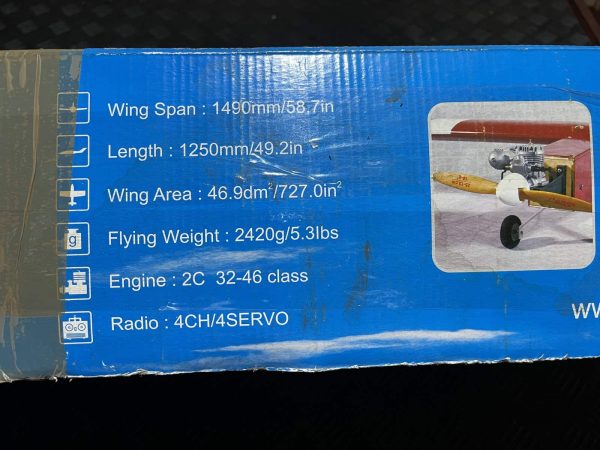 Wing Span : 1490mm/58,7in
Length : 1250mm/49.2in
Wing Area : 46.9dm²/727.0in²
g
Flying Weight : 2420g/5.3lbs
Engine : 2C 32-46 class
Radio : 4CH/4SERVO